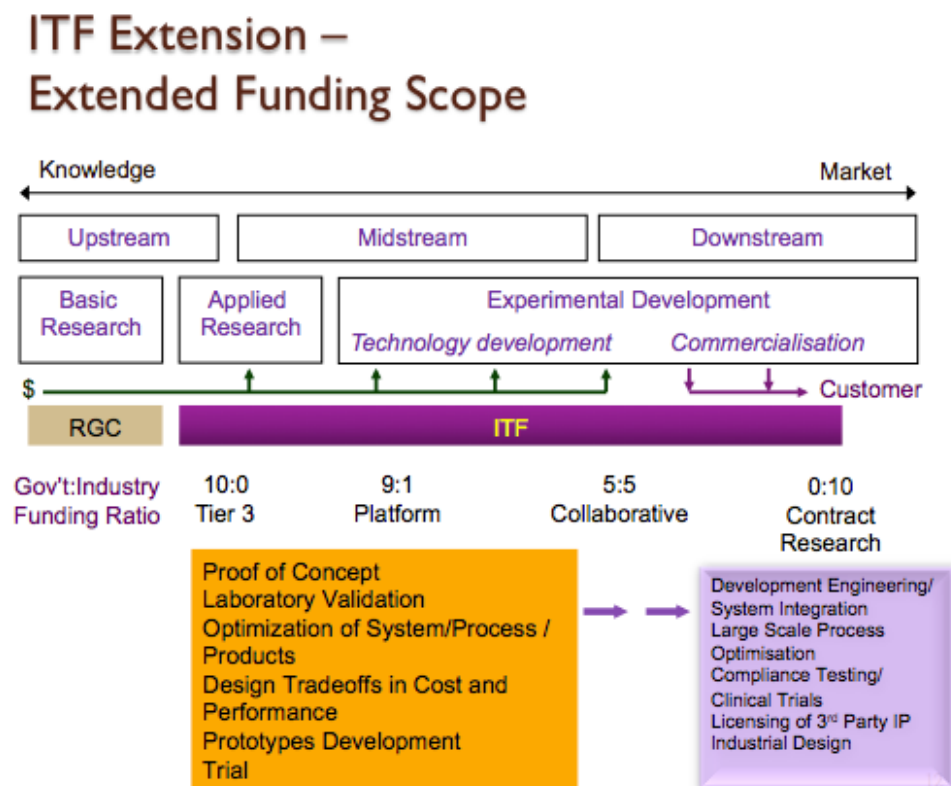 ITF Extension –
Extended Funding Scope
Knowledge
Market
Upstream
Midstream
Downstream
Basic
Research
Applied
Research
Experimental Development
Technology development
Commercialisation
$
Customer
RGC
ITF
Gov't:Industry
Funding Ratio
10:0
Tier 3
9:1
Platform
5:5
Collaborative
0:10
Contract
Research
Proof of Concept
Laboratory Validation
Optimization of System/Process /
Products
Design Tradeoffs in Cost and
Performance
Prototypes Development
Trial
Development Engineering/
System Integration
Large Scale Process
Optimisation
Compliance Testing/
Clinical Trials
Licensing of 3rd Party IP
Industrial Design